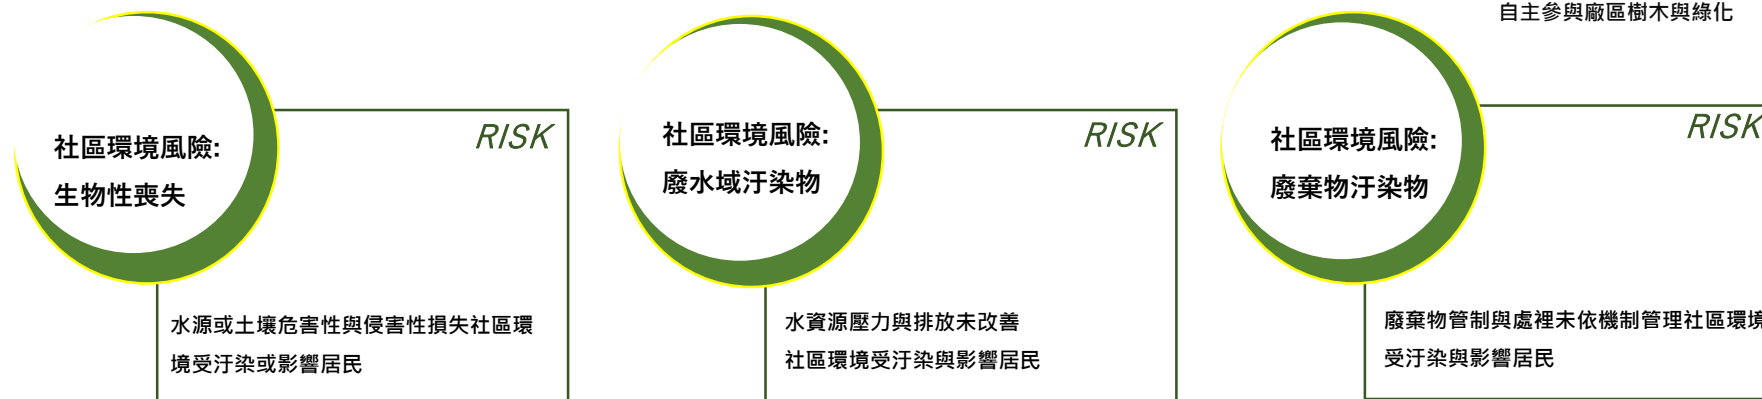 自主參與廠區樹木與綠化
社區環境風險:
生物性喪失
RISK
水源或土壤危害性與侵害性損失社區環
境受汙染或影響居民
社區環境風險:
廢水域汙染物
RISK
水資源壓力與排放未改善
社區環境受汙染與影響居民
社區環境風險:
廢棄物汙染物
RISK
廢棄物管制與處裡未依機制管理社區環境
受汙染與影響居民